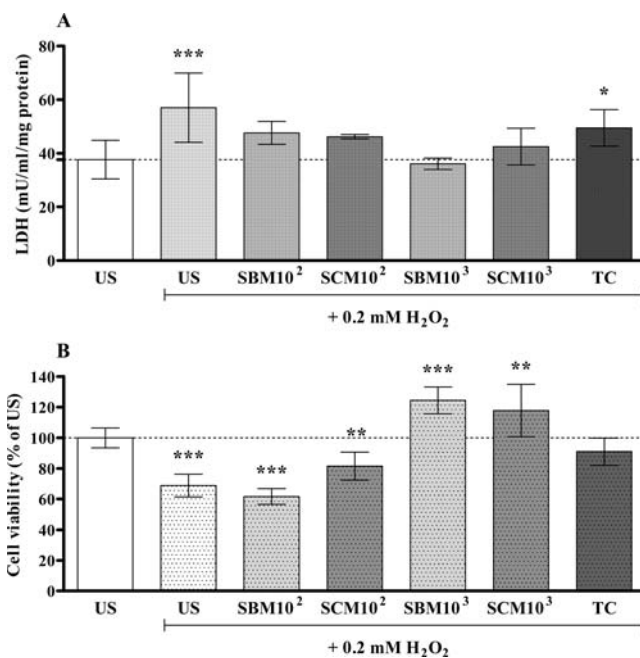 A
LDH (mU/ml/mg protein)
80
60
40
20
0
***
*
US US SBM10² SCM10² SBM10³ SCM10³ TC
+ 0.2 mM H₂O₂
B
Cell viability (% of US)
140
120
100
80
60
40
20
0
***
***
**
***
**
US US SBM10² SCM10² SBM10³ SCM10³ TC
+ 0.2 mM H₂O₂